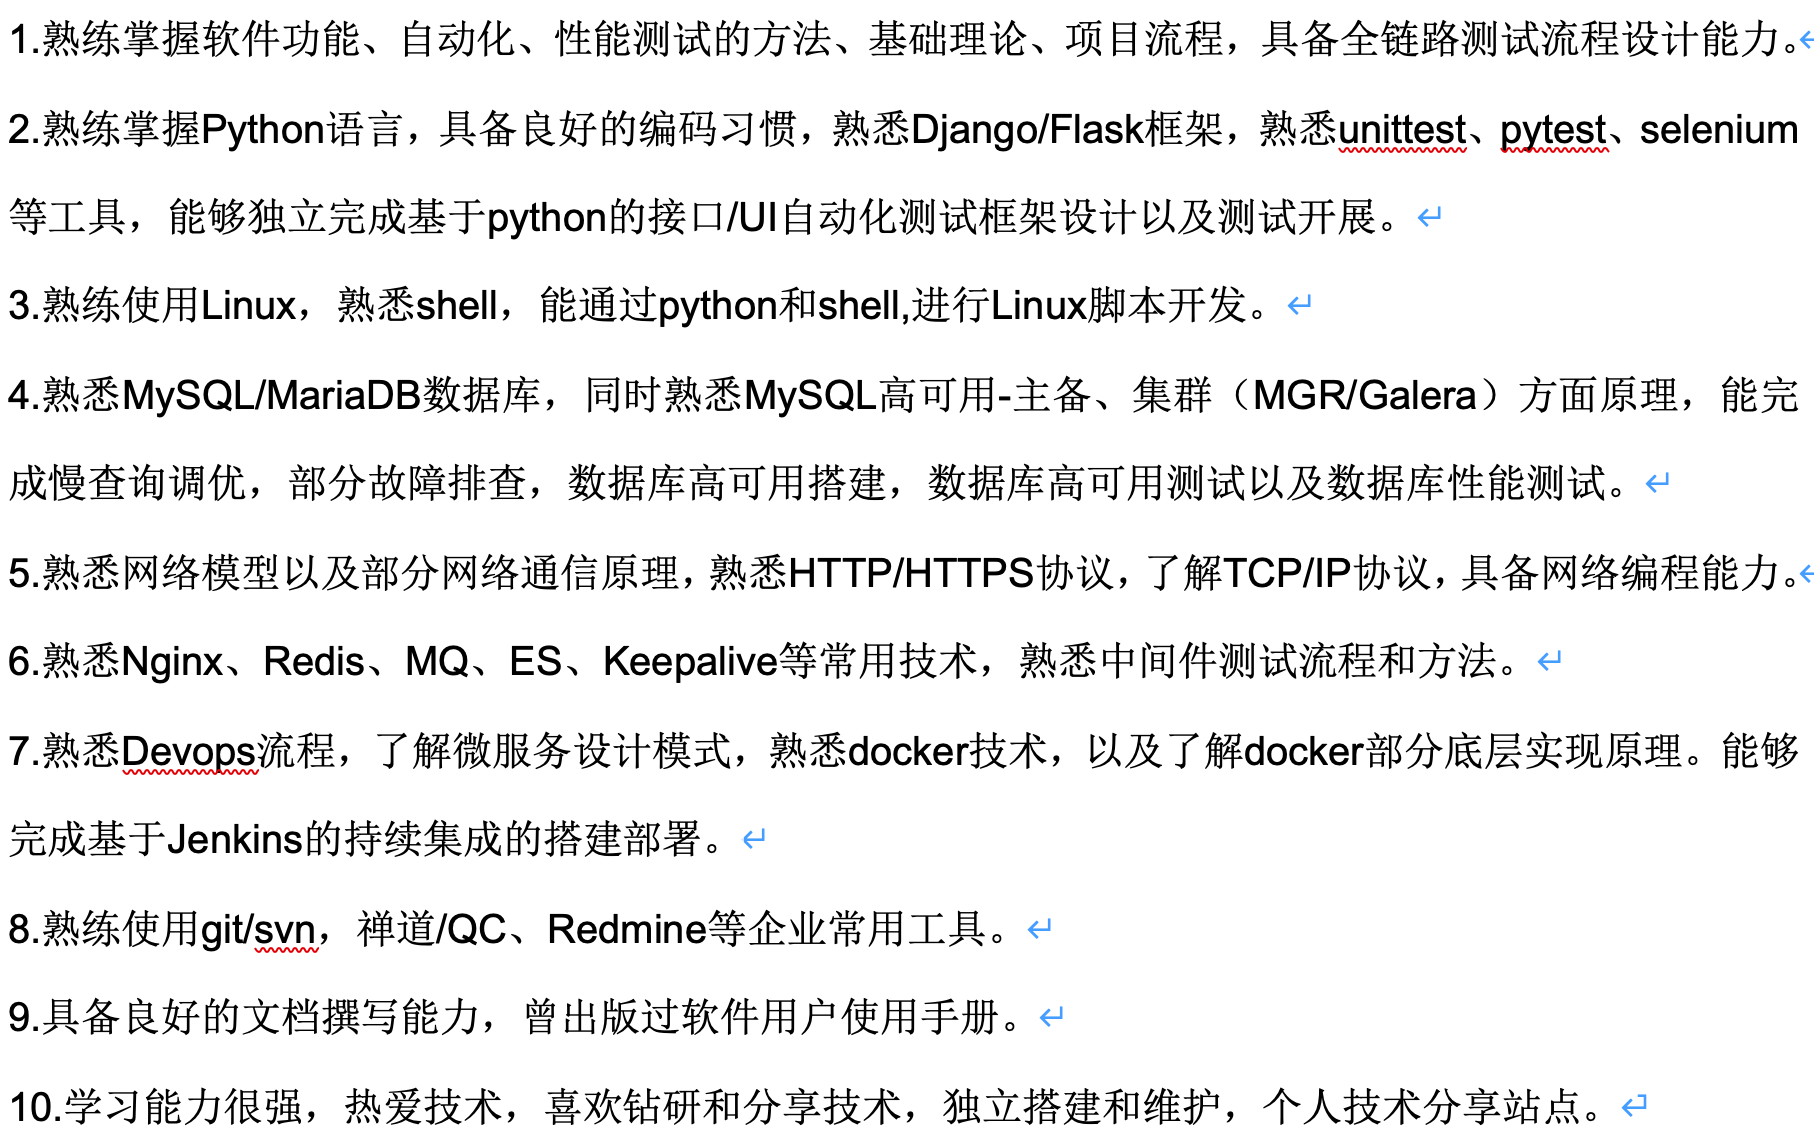 1.熟练掌握软件功能、自动化、性能测试的方法、基础理论、项目流程，具备全链路测试流程设计能力。
2.熟练掌握Python语言，具备良好的编码习惯，熟悉Django/Flask框架，熟悉unittest、pytest、selenium
等工具，能够独立完成基于python的接口/UI自动化测试框架设计以及测试开展。
3.熟练使用Linux，熟悉shell，能通过python和shell,进行Linux脚本开发。
4.熟悉MySQL/MariaDB数据库，同时熟悉MySQL高可用-主备、集群（MGR/Galera）方面原理，能完
成慢查询调优，部分故障排查，数据库高可用搭建，数据库高可用测试以及数据库性能测试。
5.熟悉网络模型以及部分网络通信原理，熟悉HTTP/HTTPS协议，了解TCP/IP协议，具备网络编程能力。
6.熟悉Nginx、Redis、MQ、ES、Keepalive等常用技术，熟悉中间件测试流程和方法。
7.熟悉Devops流程，了解微服务设计模式，熟悉docker技术，以及了解docker部分底层实现原理。能够
完成基于Jenkins的持续集成的搭建部署。
8.熟练使用git/svn，禅道/QC、Redmine等企业常用工具。
9.具备良好的文档撰写能力，曾出版过软件用户使用手册。
10.学习能力很强，热爱技术，喜欢钻研和分享技术，独立搭建和维护，个人技术分享站点。